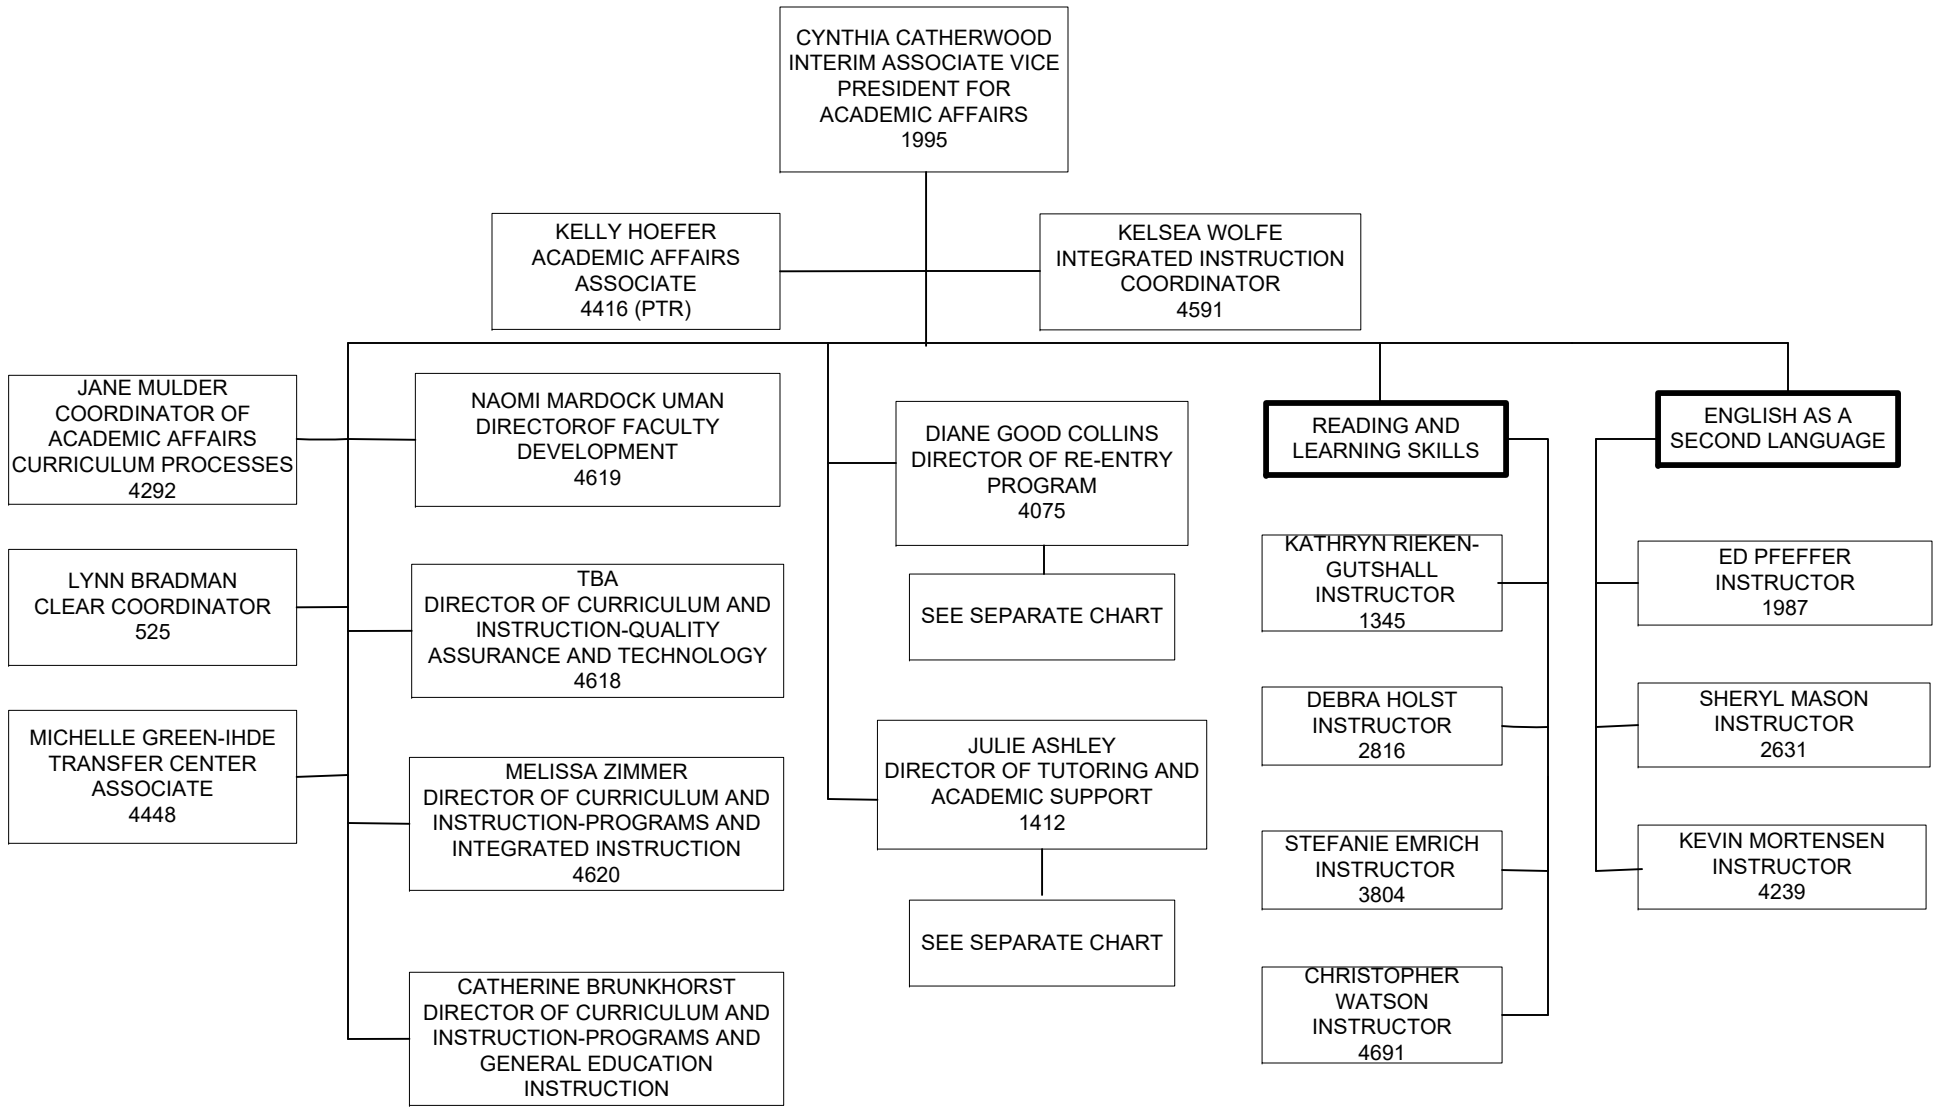 CYNTHIA CATHERWOOD
INTERIM ASSOCIATE VICE
PRESIDENT FOR
ACADEMIC AFFAIRS
1995
KELLY HOEFER
ACADEMIC AFFAIRS
ASSOCIATE
4416 (PTR)
KELSEA WOLFE
INTEGRATED INSTRUCTION
COORDINATOR
4591
JANE MULDER
COORDINATOR OF
ACADEMIC AFFAIRS
CURRICULUM PROCESSES
4292
LYNN BRADMAN
CLEAR COORDINATOR
525
MICHELLE GREEN-IHDE
TRANSFER CENTER
ASSOCIATE
4448
NAOMI MARDOCK UMAN
DIRECTOROF FACULTY
DEVELOPMENT
4619
TBA
DIRECTOR OF CURRICULUM AND
INSTRUCTION-QUALITY
ASSURANCE AND TECHNOLOGY
4618
MELISSA ZIMMER
DIRECTOR OF CURRICULUM AND
INSTRUCTION-PROGRAMS AND
INTEGRATED INSTRUCTION
4620
CATHERINE BRUNKHORST
DIRECTOR OF CURRICULUM AND
INSTRUCTION-PROGRAMS AND
GENERAL EDUCATION
INSTRUCTION
DIANE GOOD COLLINS
DIRECTOR OF RE-ENTRY
PROGRAM
4075
SEE SEPARATE CHART
JULIE ASHLEY
DIRECTOR OF TUTORING AND
ACADEMIC SUPPORT
1412
SEE SEPARATE CHART
READING AND
LEARNING SKILLS
KATHRYN RIEKEN-
GUTSHALL
INSTRUCTOR
1345
DEBRA HOLST
INSTRUCTOR
2816
STEFANIE EMRICH
INSTRUCTOR
3804
CHRISTOPHER
WATSON
INSTRUCTOR
4691
ENGLISH AS A
SECOND LANGUAGE
ED PFEFFER
INSTRUCTOR
1987
SHERYL MASON
INSTRUCTOR
2631
KEVIN MORTENSEN
INSTRUCTOR
4239